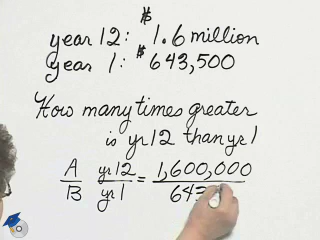 year 12: $1.6 million
year 1: $643,500
How many times greater
is yr 12 than yr 1
A/B yr 12/yr 1 = 1,600,000/643